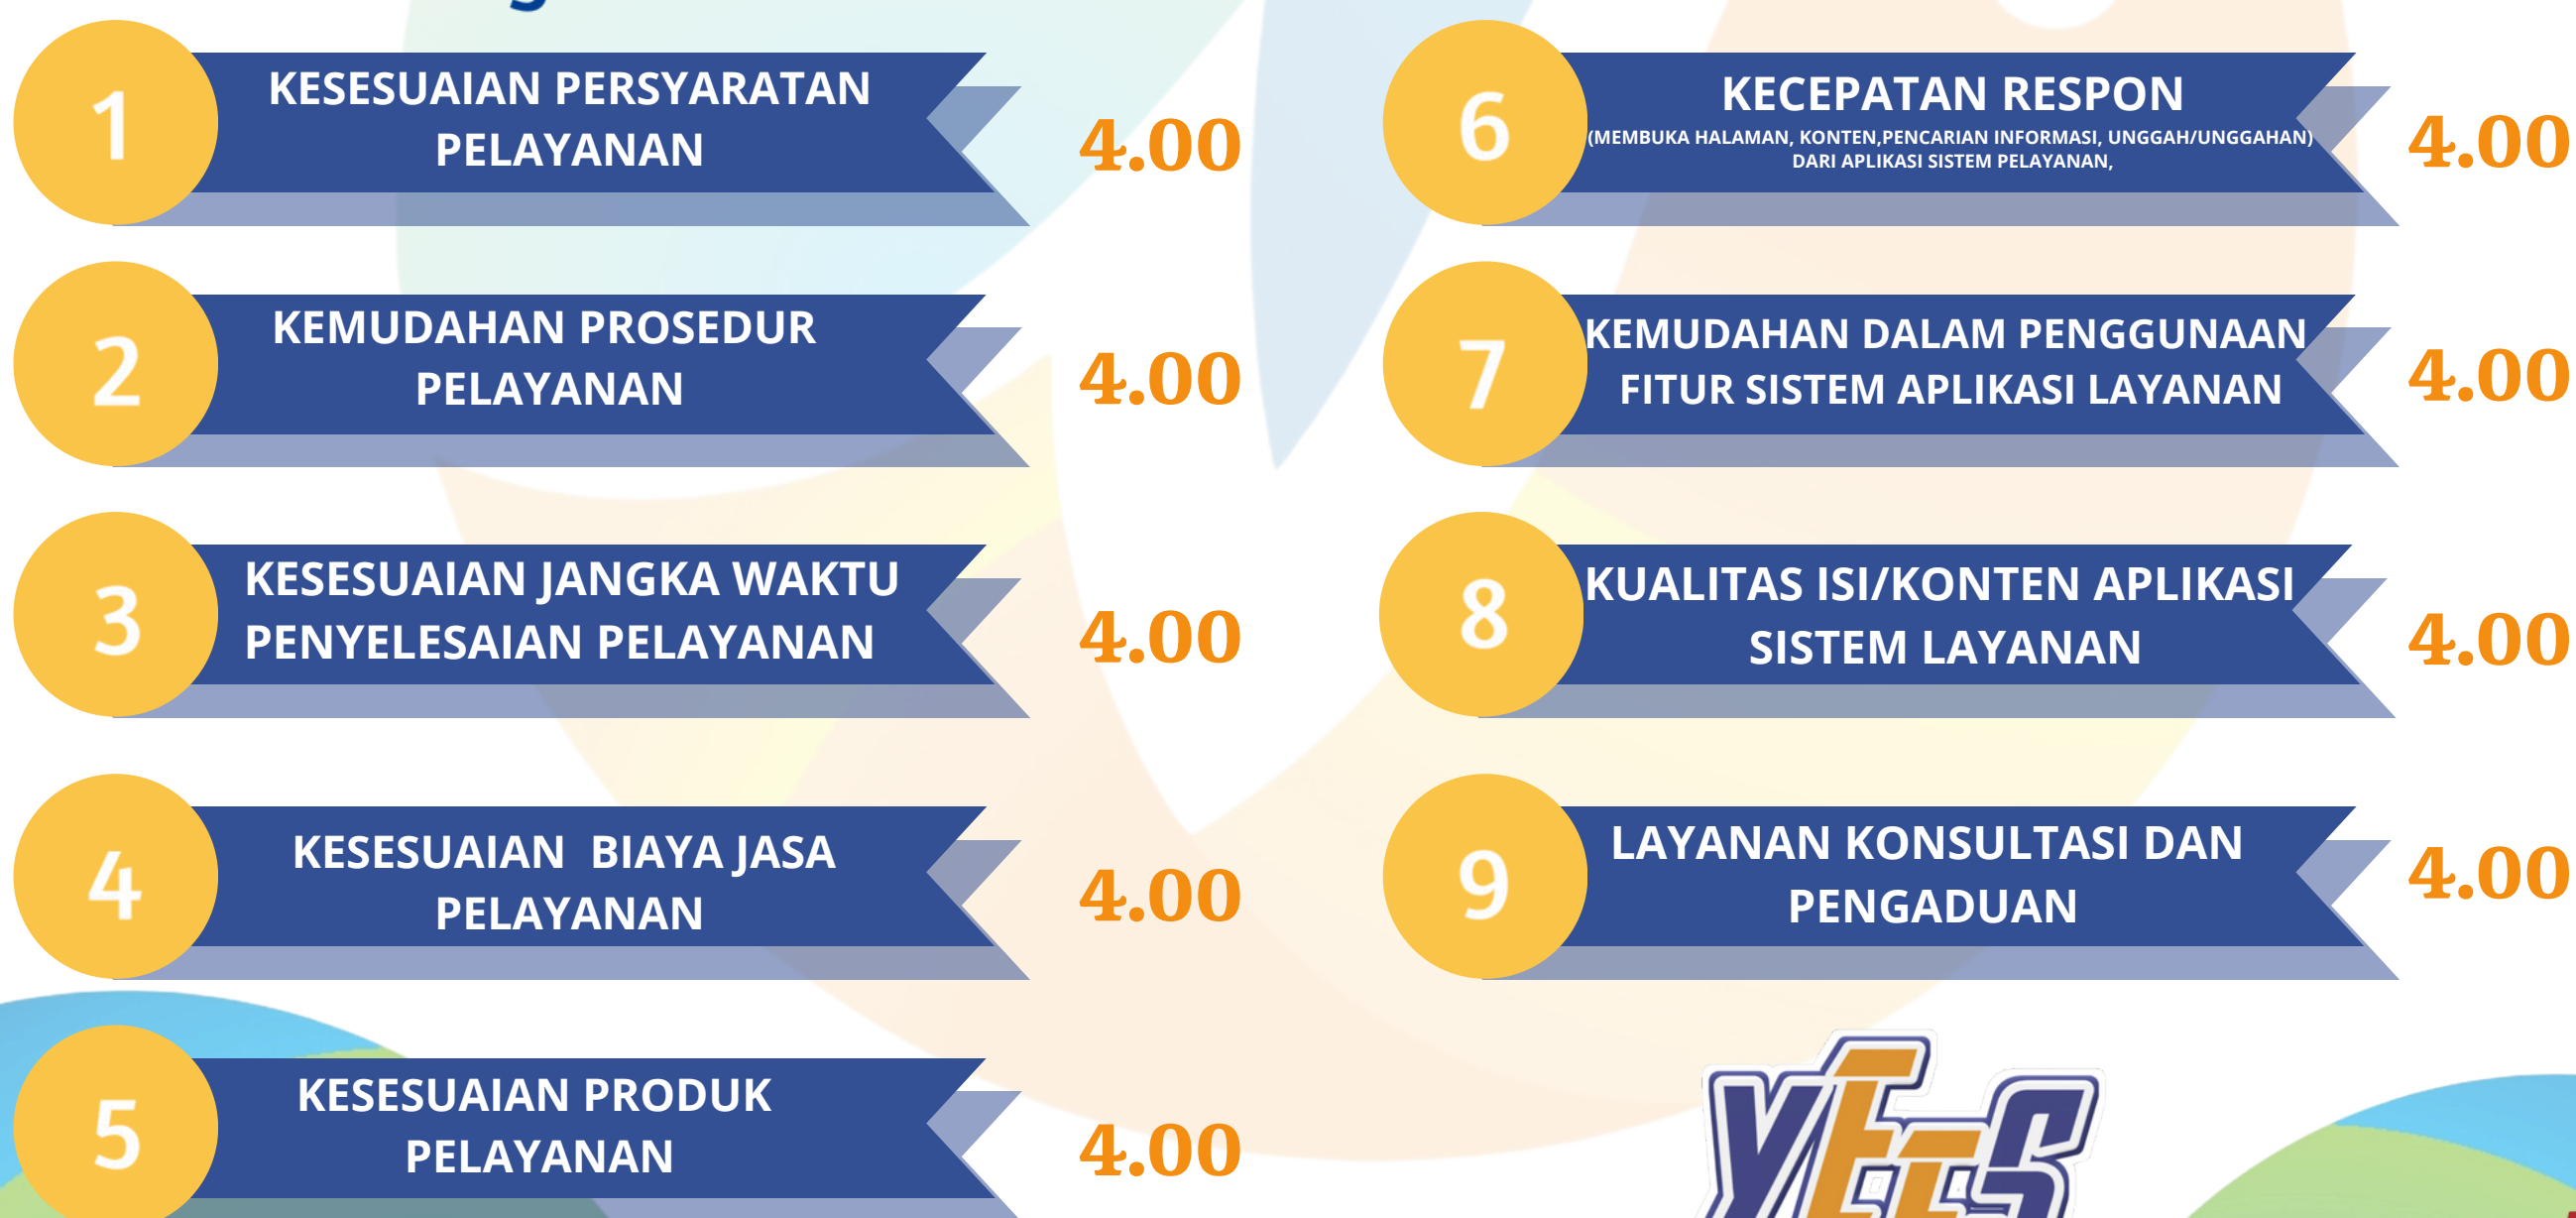 1
KESESUAIAN PERSYARATAN
PELAYANAN
4.00
2
KEMUDAHAN PROSEDUR
PELAYANAN
4.00
3
KESESUAIAN JANGKA WAKTU
PENYELESAIAN PELAYANAN
4.00
4
KESESUAIAN  BIAYA JASA
PELAYANAN
4.00
5
KESESUAIAN PRODUK
PELAYANAN
4.00
6
KECEPATAN RESPON
(MEMBUKA HALAMAN, KONTEN,PENCARIAN INFORMASI, UNGGAH/UNGGAHAN)
DARI APLIKASI SISTEM PELAYANAN,
4.00
7
KEMUDAHAN DALAM PENGGUNAAN
FITUR SISTEM APLIKASI LAYANAN
4.00
8
KUALITAS ISI/KONTEN APLIKASI
SISTEM LAYANAN
4.00
9
LAYANAN KONSULTASI DAN
PENGADUAN
4.00